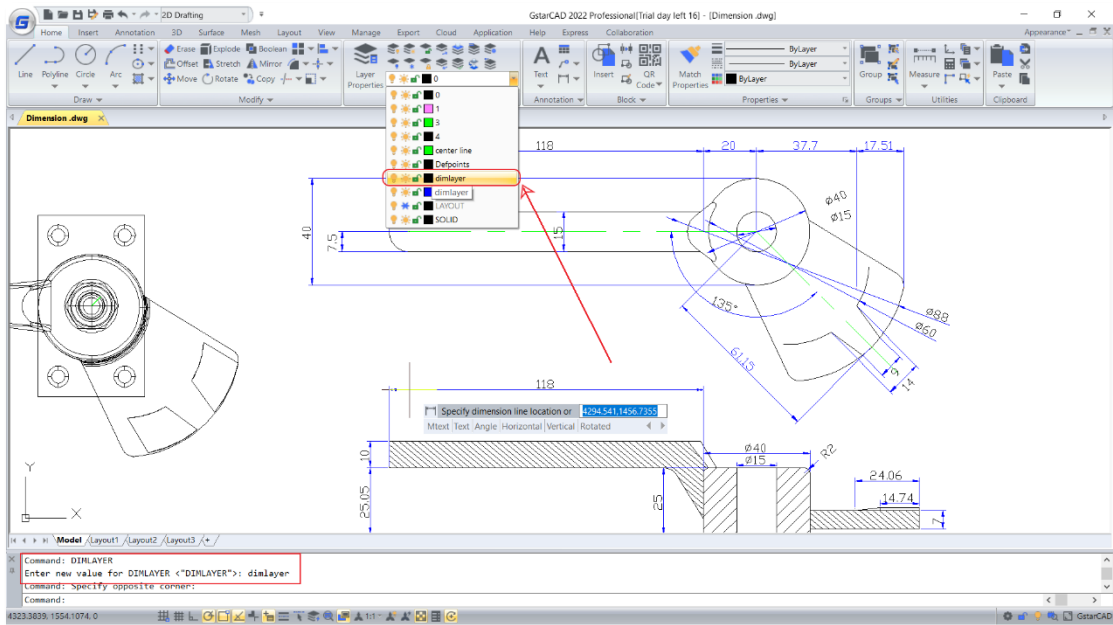 2D Drafting
GstarCAD 2022 Professional[Trial day left 16] - [Dimension .dwg]
Home Insert Annotation 3D Surface Mesh Layout View Manage Export Cloud Application Help Express Collaboration Appearance
Line Polyline Circle Arc
Erase Explode Boolean
Offset Stretch Mirror
Move Rotate Copy
Layer Properties
0
Text
Insert
QR Code
Match Properties
ByLayer
ByLayer
ByLayer
Group
Measure
Paste
Draw Modify Annotation Block Properties Groups Utilities Clipboard
Dimension .dwg
0
1
3
4
center line
Defpoints
dimlayer
dimlayer
LAYOUT
SOLID
118 20 37.7 17.51
ø40
ø15
40
7.5
15
135°
ø88
ø60
61.15
9
14
118
Specify dimension line location or 4294.541,1456.7355
Mtext Text Angle Horizontal Vertical Rotated
10
25.05
25
ø40
ø15
R2
24.06
14.74
7
Y
X
Model Layout1 Layout2 Layout3 +
Command: DIMLAYER
Enter new value for DIMLAYER <"DIMLAYER">: dimlayer
Command: Specify opposite corner:
Command:
4323.3839, 1554.1074, 0
1:1
GstarCAD